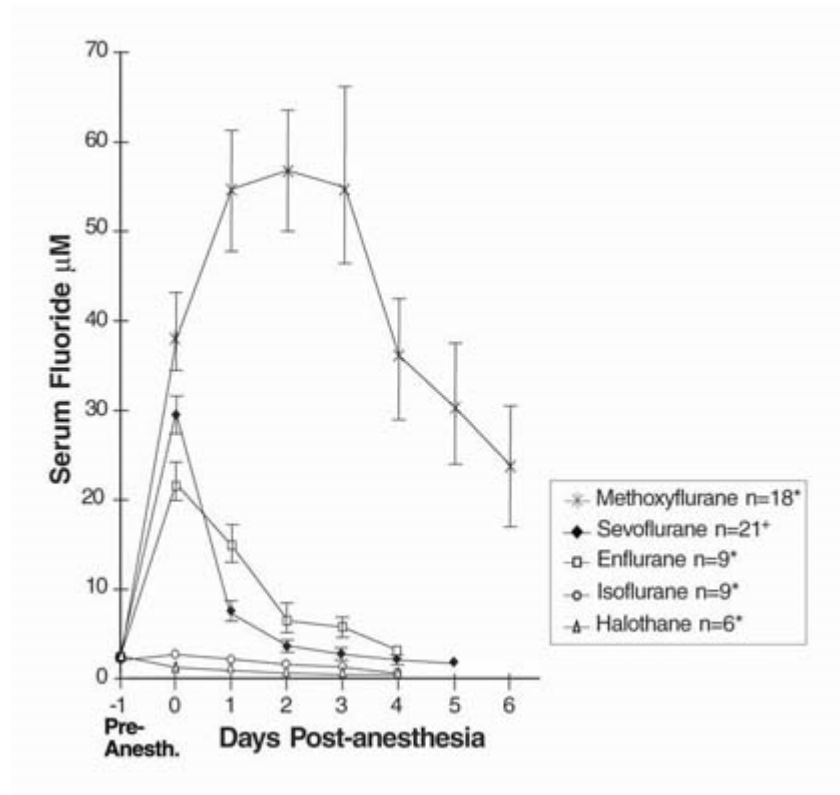 70
60
50
40
30
20
10
0
Serum Fluoride µM
-1 0 1 2 3 4 5 6
Pre-
Anesth.
Days Post-anesthesia
Methoxyflurane n=18*
Sevoflurane n=21+
Enflurane n=9*
Isoflurane n=9*
Halothane n=6*